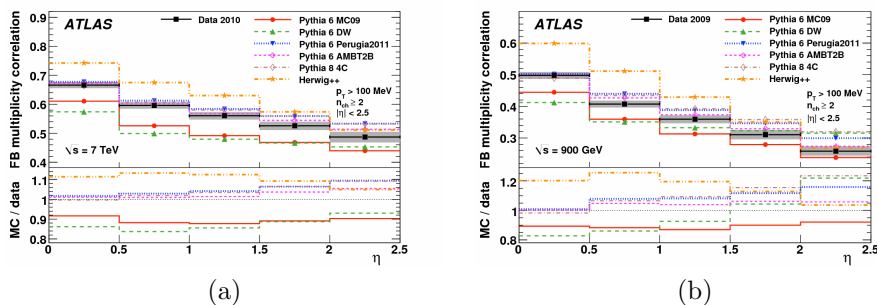 ATLAS
Data 2010
Pythia 6 MC09
Pythia 6 DW
Pythia 6 Perugia2011
Pythia 6 AMBT2B
Pythia 8 4C
Herwig++
p_T > 100 MeV
n_ch ≥ 2
|η| < 2.5
√s = 7 TeV
FB multiplicity correlation
0.9
0.8
0.7
0.6
0.5
0.4
MC / data
1.1
1
0.9
0.8
0 0.5 1 1.5 2 2.5
η
(a)
ATLAS
Data 2009
Pythia 6 MC09
Pythia 6 DW
Pythia 6 Perugia2011
Pythia 6 AMBT2B
Pythia 8 4C
Herwig++
p_T > 100 MeV
n_ch ≥ 2
|η| < 2.5
√s = 900 GeV
FB multiplicity correlation
0.6
0.5
0.4
0.3
MC / data
1.2
1.0
0.8
0 0.5 1 1.5 2 2.5
η
(b)